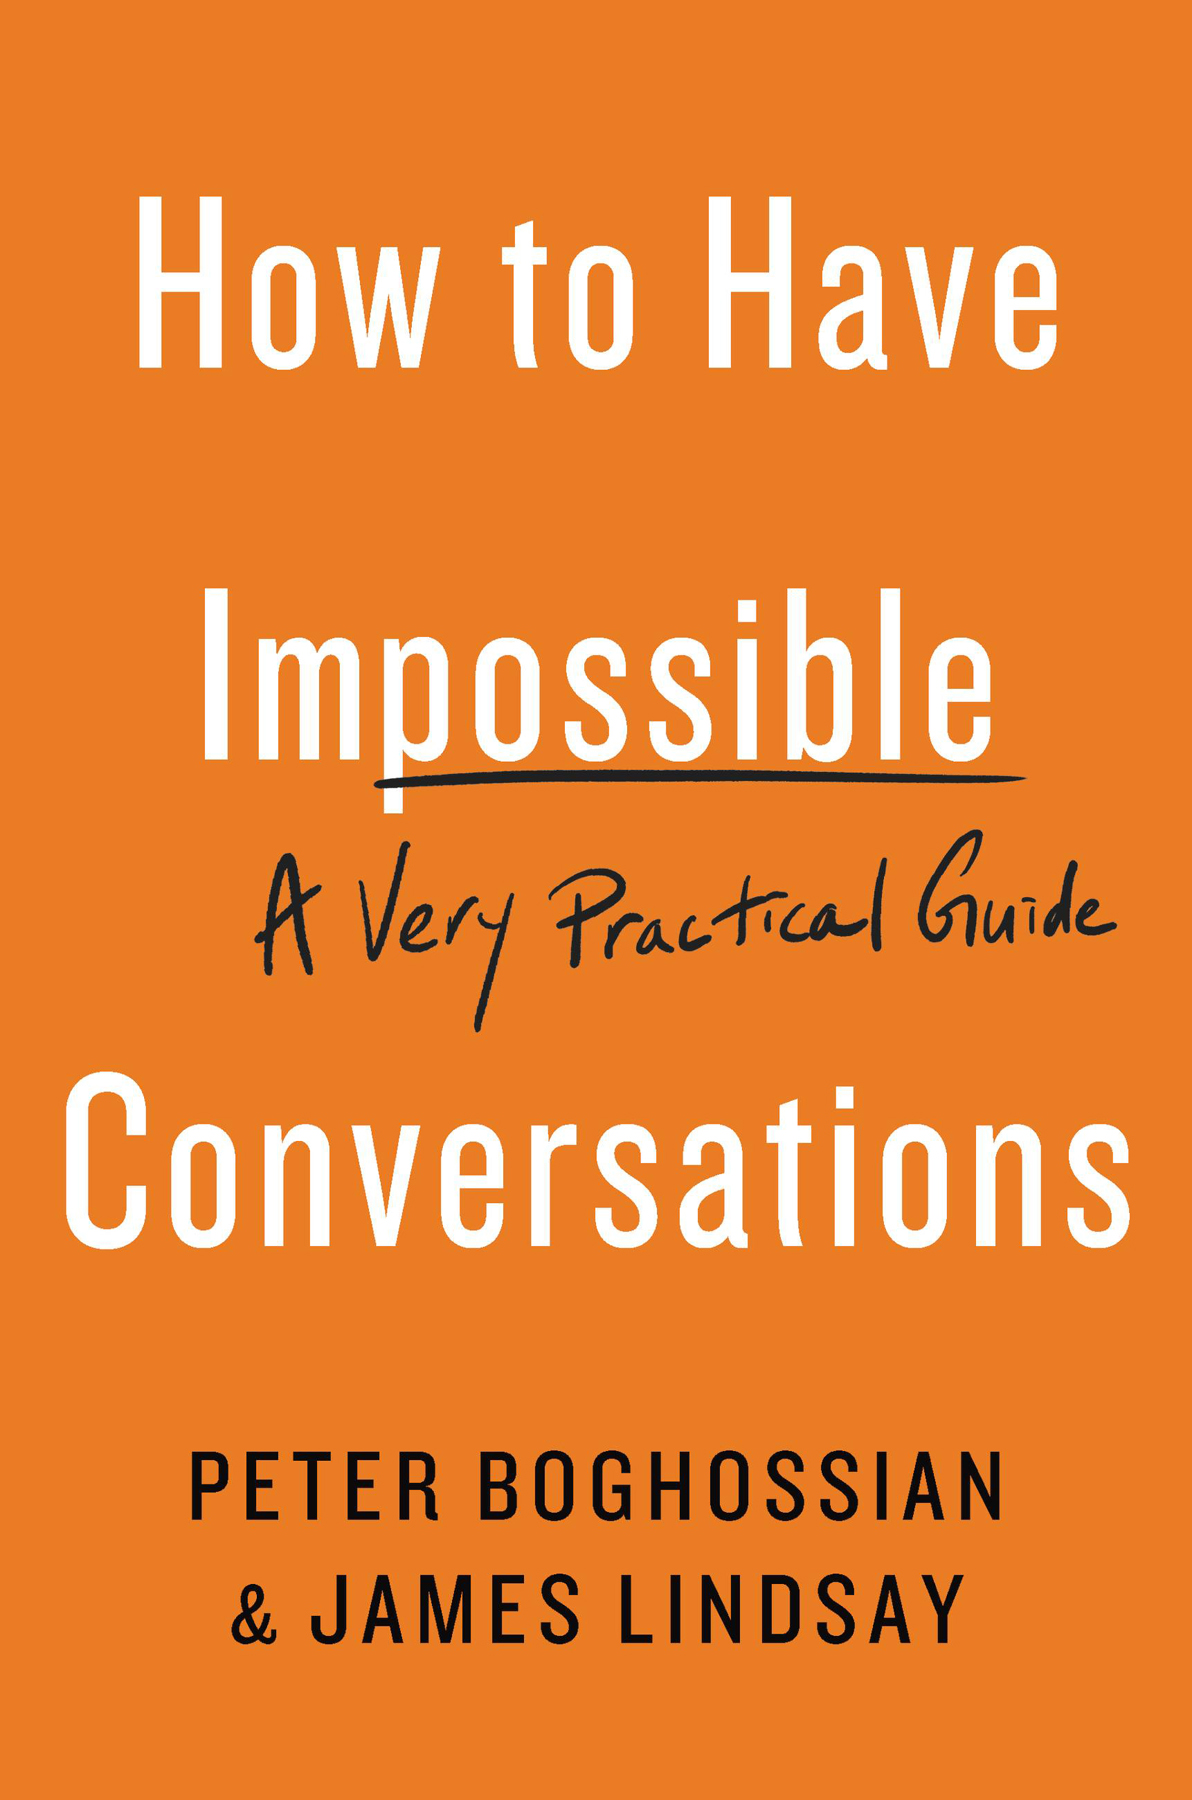 How to Have
Impossible
A Very Practical Guide
Conversations
PETER BOGHOSSIAN
& JAMES LINDSAY